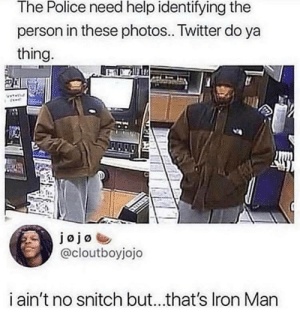 The Police need help identifying the
person in these photos.. Twitter do ya
thing.
jøjø 🍉
@cloutboyjojo
i ain't no snitch but...that's Iron Man